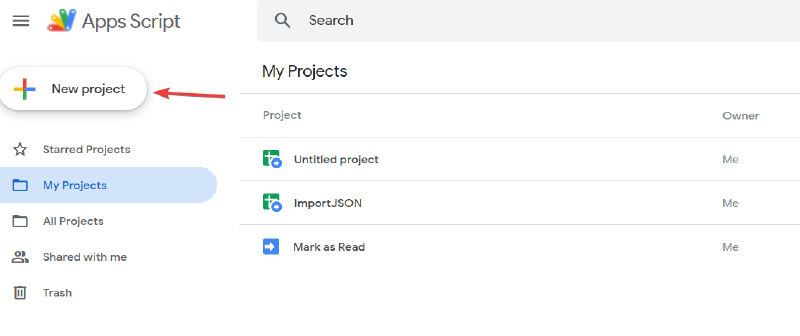 Apps Script
Search
New project
My Projects
Project Owner
Starred Projects
Untitled project Me
My Projects
ImportJSON Me
All Projects
Mark as Read Me
Shared with me
Trash